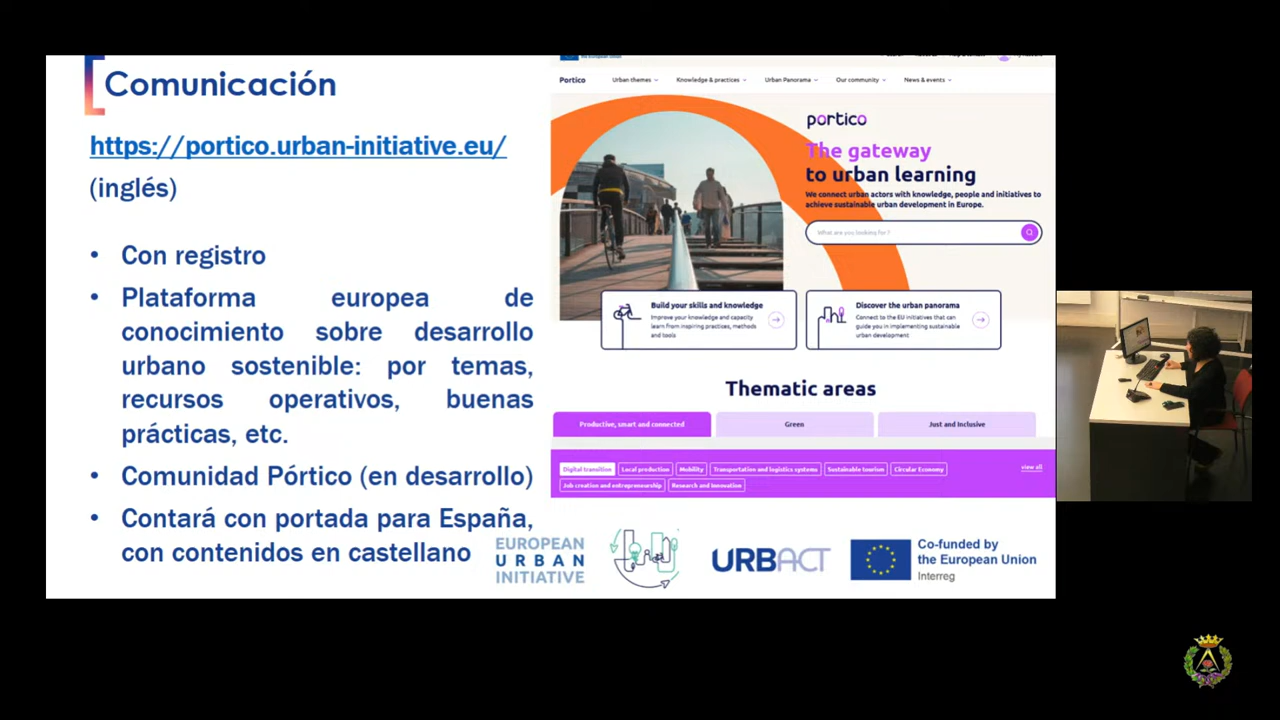 Comunicación
https://portico.urban-initiative.eu/
(inglés)
• Con registro
• Plataforma europea de
conocimiento sobre desarrollo
urbano sostenible: por temas,
recursos operativos, buenas
prácticas, etc.
• Comunidad Pórtico (en desarrollo)
• Contará con portada para España,
con contenidos en castellano
Portico
Urban themes
Knowledge & practices
Urban Panorama
Our community
News & events
portico
The gateway
to urban learning
We connect urban actors with knowledge, people and initiatives to
achieve sustainable urban development in Europe.
What are you looking for?
Build your skills and knowledge
Improve your knowledge and capacity
learn from inspiring practices, methods
and tools
Discover the urban panorama
Connect to the EU initiatives that can
guide you in implementing sustainable
urban development
Thematic areas
Productive, smart and connected
Green
Just and Inclusive
Digital transition
Local production
Mobility
Transportation and logistics systems
Sustainable tourism
Circular Economy
view all
Job creation and entrepreneurship
Research and Innovation
EUROPEAN
URBAN
INITIATIVE
URBACT
Co-funded by
the European Union
Interreg